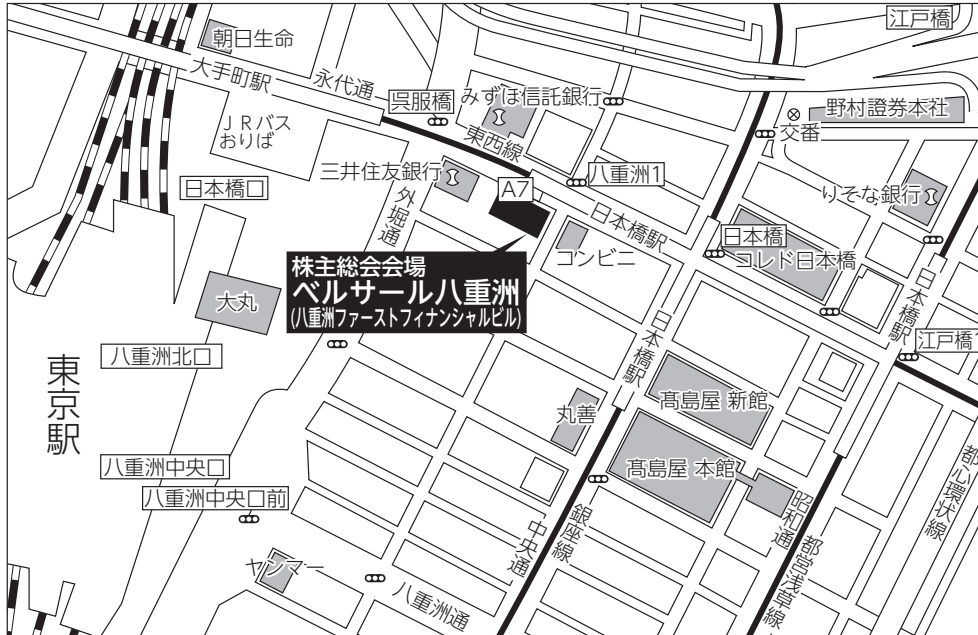 江戸橋
朝日生命
大手町駅
永代通
呉服橋
みずほ信託銀行
野村證券本社
交番
JRバス
おりば
東西線
三井住友銀行
A7
八重洲1
りそな銀行
日本橋口
外堀通
日本橋駅
日本橋
コレド日本橋
コンビニ
株主総会会場
ベルサール八重洲
(八重洲ファーストフィナンシャルビル)
大丸
日本橋駅
江戸橋1
八重洲北口
日本橋駅
東京駅
髙島屋 新館
丸善
八重洲中央口
髙島屋 本館
八重洲中央口前
昭和通
都心環状線
中央通
銀座線
都営浅草線
ヤンマー
八重洲通